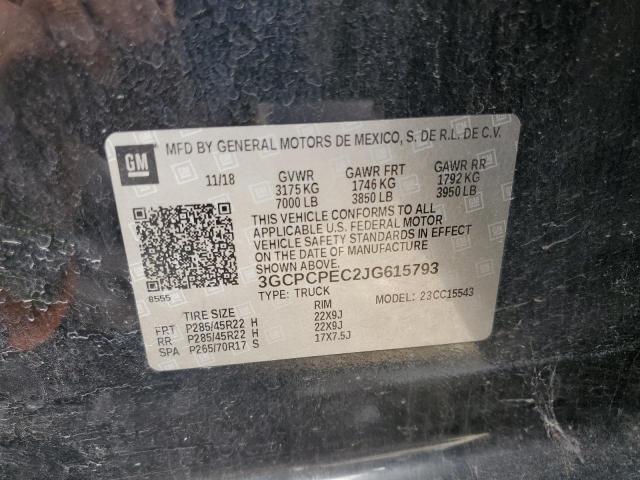 GM
MFD BY GENERAL MOTORS DE MEXICO, S. DE R.L. DE C.V.
11/18 GVWR GAWR FRT GAWR RR
3175 KG 1746 KG 1792 KG
7000 LB 3850 LB 3950 LB
THIS VEHICLE CONFORMS TO ALL
APPLICABLE U.S. FEDERAL MOTOR
VEHICLE SAFETY STANDARDS IN EFFECT
ON THE DATE OF MANUFACTURE
SHOWN ABOVE
8555
3GCPCPEC2JG615793
TYPE: TRUCK MODEL: 23CC15543
TIRE SIZE RIM
FRT P285/45R22 H 22X9J
RR P285/45R22 H 22X9J
SPA P265/70R17 S 17X7.5J